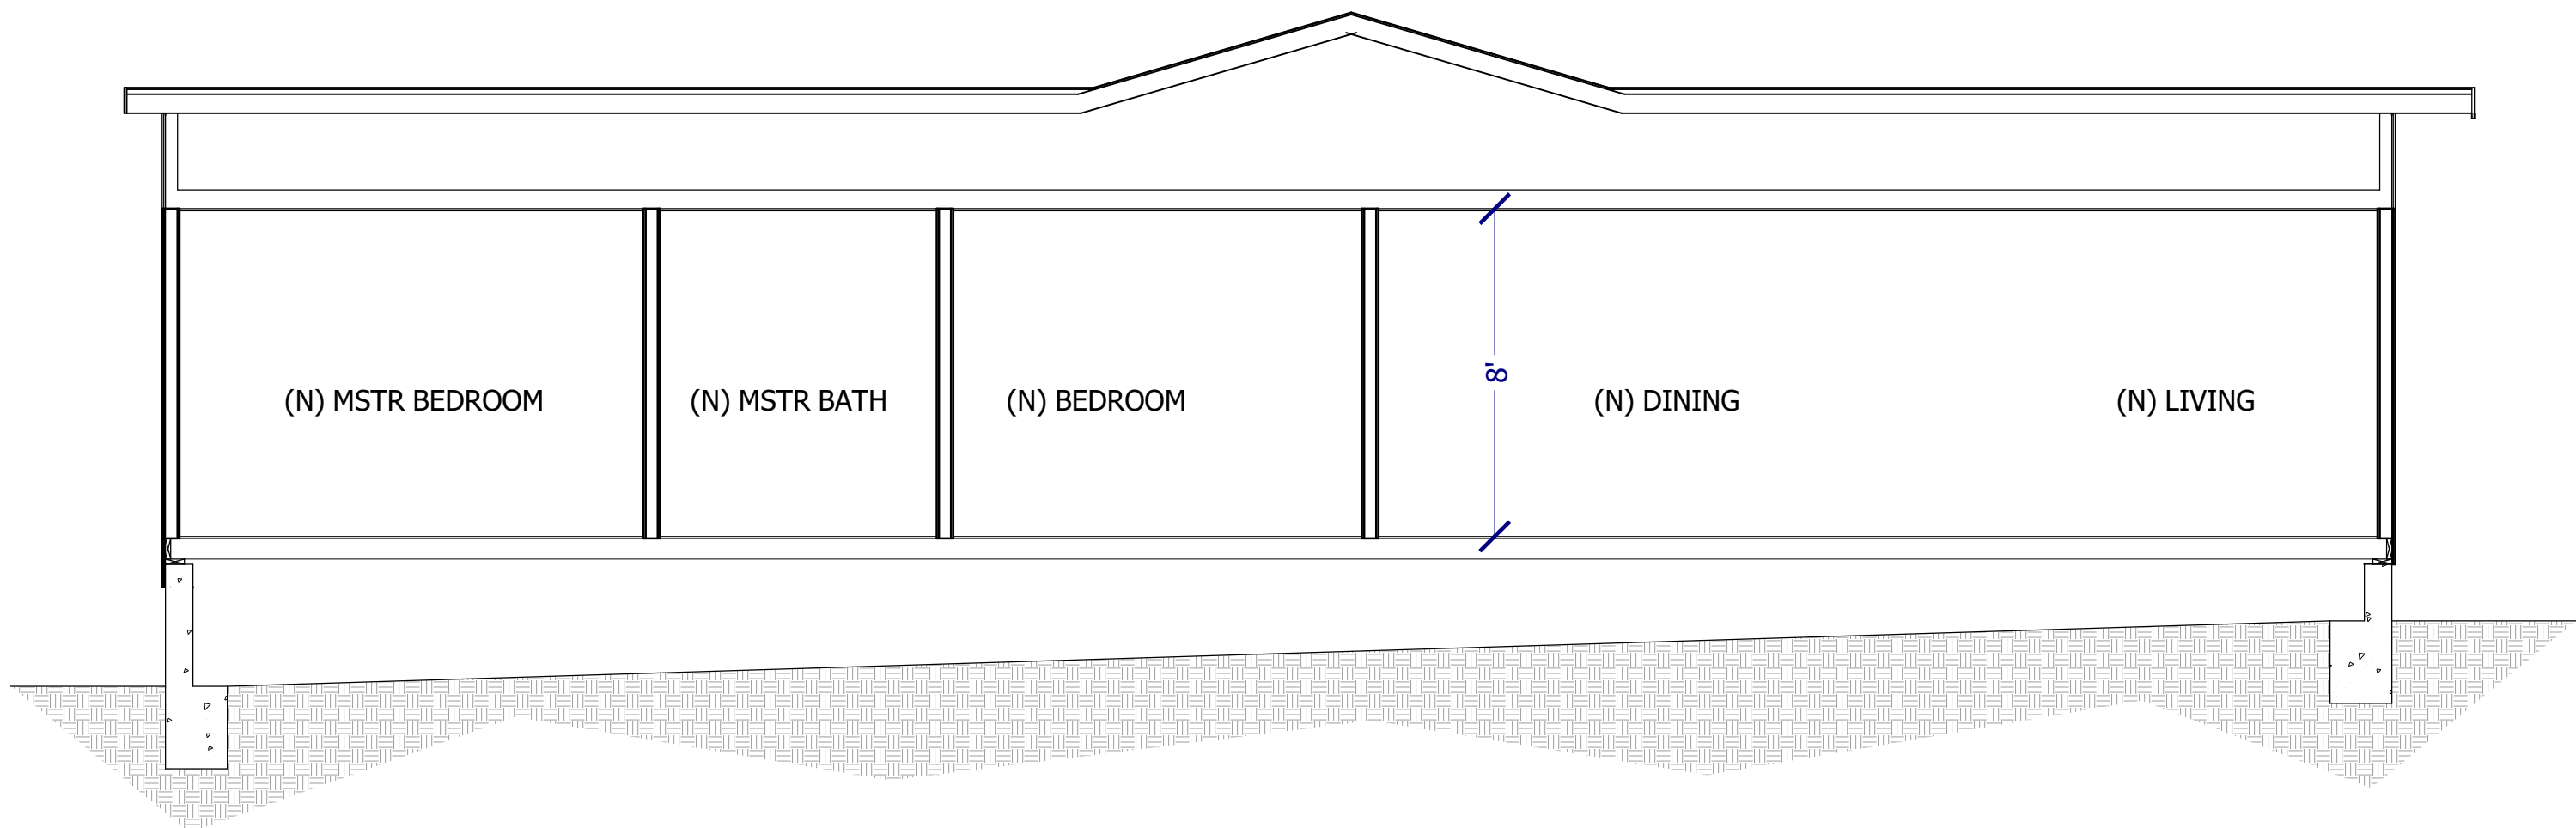 (N) MSTR BEDROOM
(N) MSTR BATH
(N) BEDROOM
8'
(N) DINING
(N) LIVING